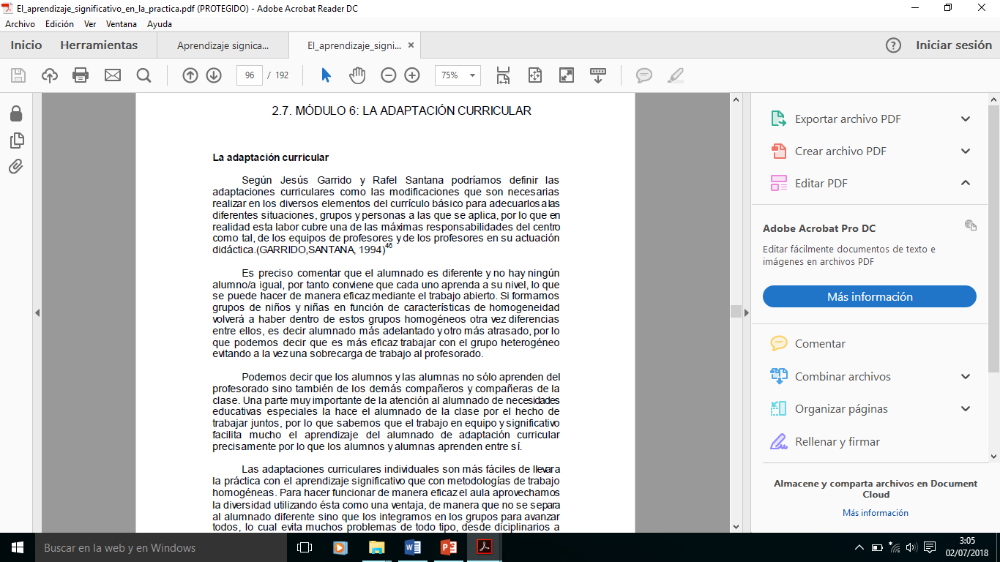 El_aprendizaje_significativo_en_la_practica.pdf (PROTEGIDO) - Adobe Acrobat Reader DC
Archivo Edición Ver Ventana Ayuda
Inicio Herramientas Aprendizaje signica... El_aprendizaje_signi... × ? Iniciar sesión
96 / 192 75%
2.7. MÓDULO 6: LA ADAPTACIÓN CURRICULAR
La adaptación curricular
Según Jesús Garrido y Rafel Santana podríamos definir las
adaptaciones curriculares como las modificaciones que son necesarias
realizar en los diversos elementos del currículo básico para adecuarlos a las
diferentes situaciones, grupos y personas a las que se aplica, por lo que en
realidad esta labor cubre una de las máximas responsabilidades del centro
como tal, de los equipos de profesores y de los profesores en su actuación
didáctica.(GARRIDO,SANTANA, 1994)46
Es preciso comentar que el alumnado es diferente y no hay ningún
alumno/a igual, por tanto conviene que cada uno aprenda a su nivel, lo que
se puede hacer de manera eficaz mediante el trabajo abierto. Si formamos
grupos de niños y niñas en función de características de homogeneidad
volverá a haber dentro de estos grupos homogéneos otra vez diferencias
entre ellos, es decir alumnado más adelantado y otro más atrasado, por lo
que podemos decir que es más eficaz trabajar con el grupo heterogéneo
evitando a la vez una sobrecarga de trabajo al profesorado.
Podemos decir que los alumnos y las alumnas no sólo aprenden del
profesorado sino también de los demás compañeros y compañeras de la
clase. Una parte muy importante de la atención al alumnado de necesidades
educativas especiales la hace el alumnado de la clase por el hecho de
trabajar juntos, por lo que sabemos que el trabajo en equipo y significativo
facilita mucho el aprendizaje del alumnado de adaptación curricular
precisamente por lo que los alumnos y alumnas aprenden entre sí.
Las adaptaciones curriculares individuales son más fáciles de llevar a
la práctica con el aprendizaje significativo que con metodologías de trabajo
homogéneas. Para hacer funcionar de manera eficaz el aula aprovechamos
la diversidad utilizando ésta como una ventaja, de manera que no se separa
al alumnado diferente sino que los integramos en los grupos para avanzar
todos, lo cual evita muchos problemas de todo tipo, desde diciplinarios a
Exportar archivo PDF
Crear archivo PDF
Editar PDF
Adobe Acrobat Pro DC
Editar fácilmente documentos de texto e
imágenes en archivos PDF
Más información
Comentar
Combinar archivos
Organizar páginas
Rellenar y firmar
Almacene y comparta archivos en Document
Cloud
Más información
Buscar en la web y en Windows
3:05
02/07/2018